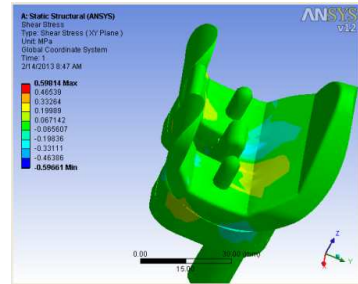 A: Static Structural (ANSYS)
Shear Stress
Type: Shear Stress (XY Plane)
Unit: MPa
Global Coordinate System
Time: 1
2/14/2013 8:47 AM
0.59814 Max
0.46539
0.33264
0.19989
0.067142
-0.065607
-0.19836
-0.33111
-0.46386
-0.59661 Min
ANSYS
v12
0.00
30.00 (mm)
15.00
Z
Y
X